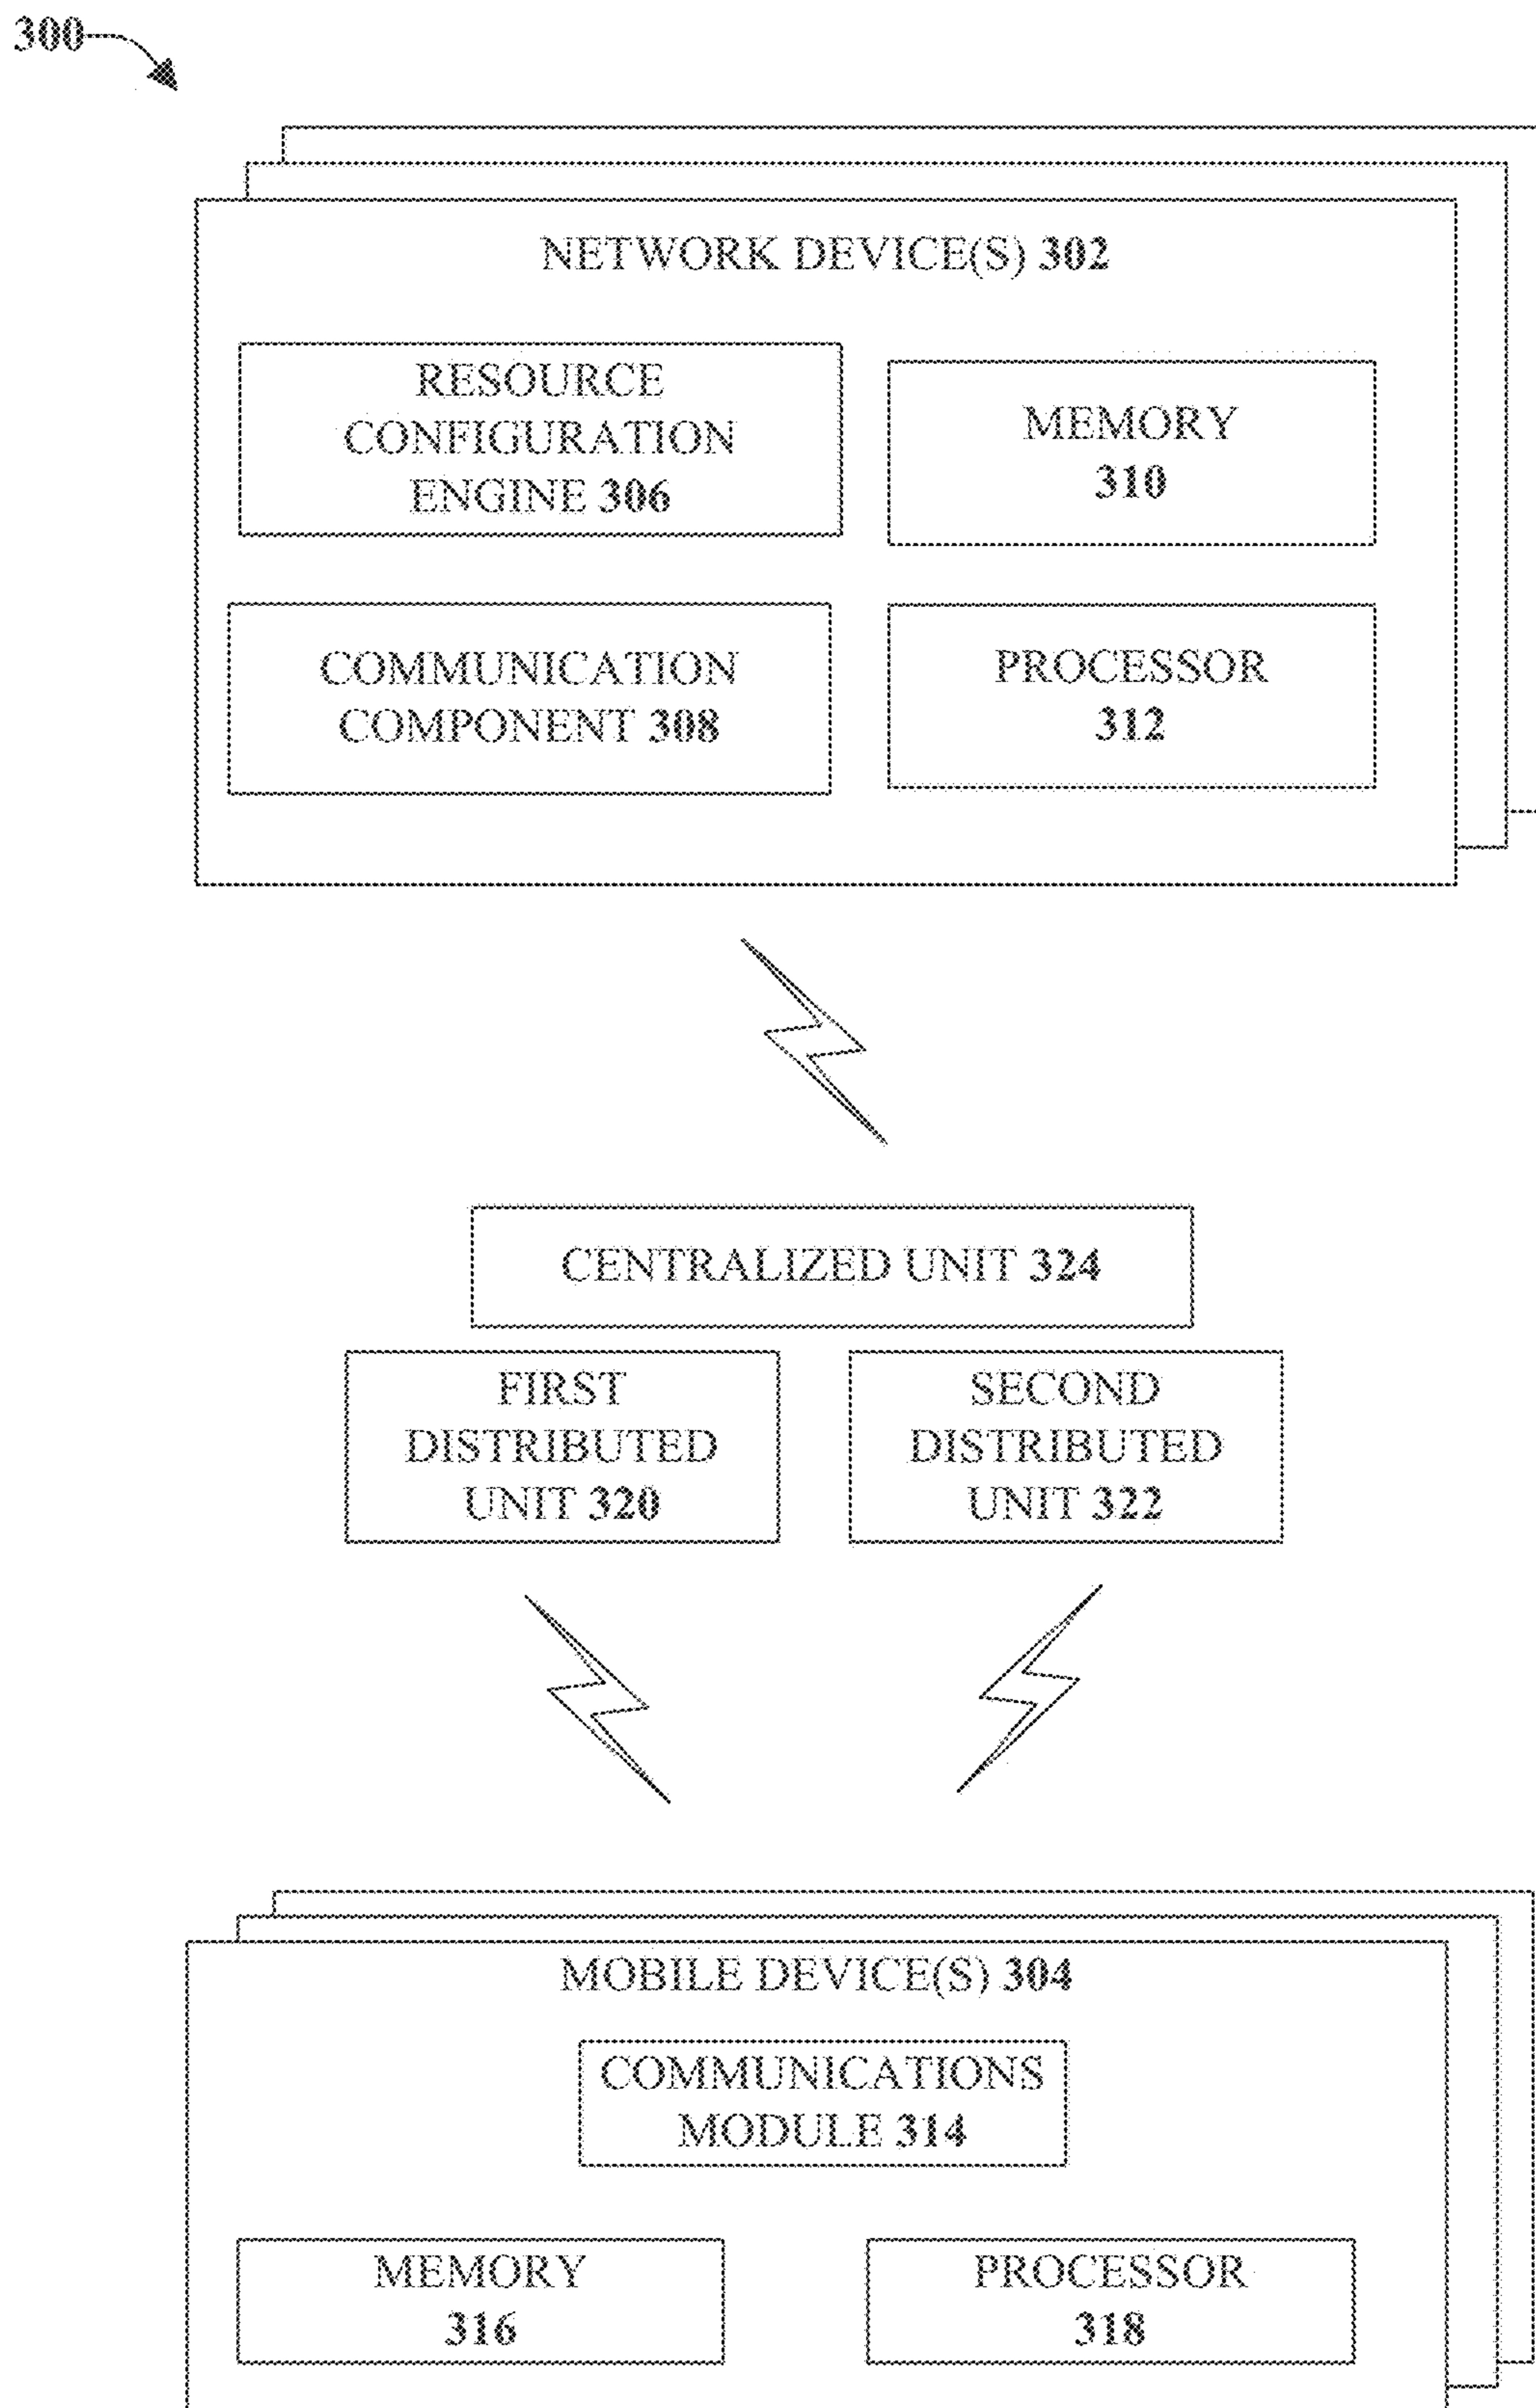 300
NETWORK DEVICE(S) 302
RESOURCE
CONFIGURATION
ENGINE 306
MEMORY
310
COMMUNICATION
COMPONENT 308
PROCESSOR
312
CENTRALIZED UNIT 324
FIRST
DISTRIBUTED
UNIT 320
SECOND
DISTRIBUTED
UNIT 322
MOBILE DEVICE(S) 304
COMMUNICATIONS
MODULE 314
MEMORY
316
PROCESSOR
318